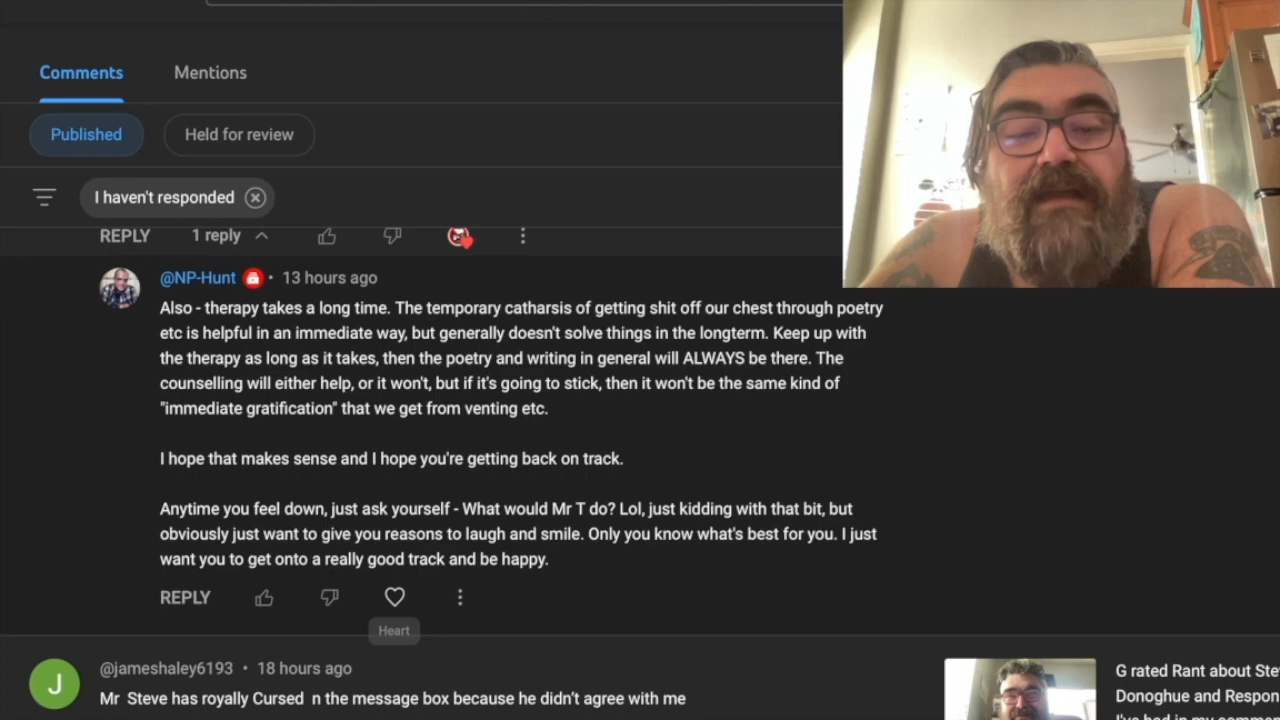 Comments
Mentions
Published
Held for review
I haven't responded
REPLY
1 reply
@NP-Hunt
13 hours ago
Also - therapy takes a long time. The temporary catharsis of getting shit off our chest through poetry
etc is helpful in an immediate way, but generally doesn't solve things in the longterm. Keep up with
the therapy as long as it takes, then the poetry and writing in general will ALWAYS be there. The
counselling will either help, or it won't, but if it's going to stick, then it won't be the same kind of
"immediate gratification" that we get from venting etc.
I hope that makes sense and I hope you're getting back on track.
Anytime you feel down, just ask yourself - What would Mr T do? Lol, just kidding with that bit, but
obviously just want to give you reasons to laugh and smile. Only you know what's best for you. I just
want you to get onto a really good track and be happy.
REPLY
Heart
J
@jameshaley6193 • 18 hours ago
Mr Steve has royally Cursed n the message box because he didn't agree with me
G rated Rant about Ste
Donoghue and Respon
I've had in my comme